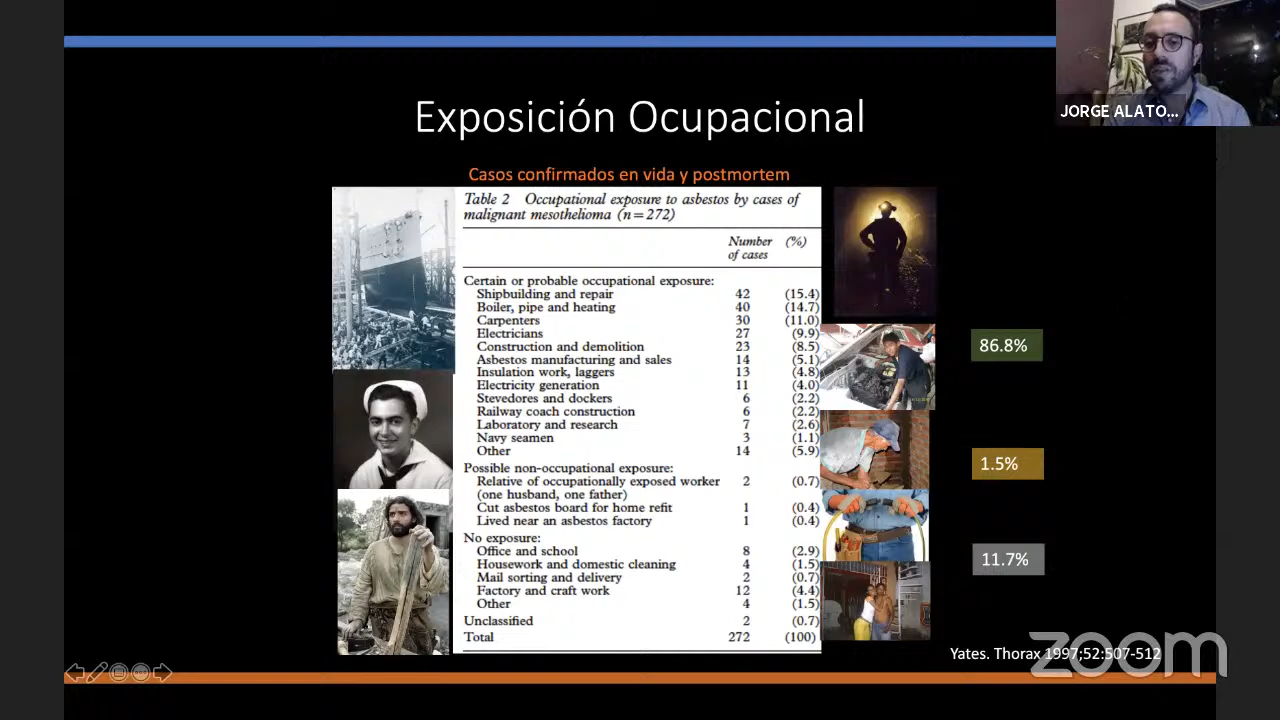 JORGE ALATO...
Exposición Ocupacional
Casos confirmados en vida y postmortem
Table 2 Occupational exposure to asbestos by cases of
malignant mesothelioma (n=272)
Number (%)
of cases
Certain or probable occupational exposure:
Shipbuilding and repair 42 (15.4)
Boiler, pipe and heating 40 (14.7)
Carpenters 30 (11.0)
Electricians 27 (9.9)
Construction and demolition 23 (8.5)
Asbestos manufacturing and sales 14 (5.1)
Insulation work, laggers 13 (4.8)
Electricity generation 11 (4.0)
Stevedores and dockers 6 (2.2)
Railway coach construction 6 (2.2)
Laboratory and research 7 (2.6)
Navy seamen 3 (1.1)
Other 14 (5.9)
Possible non-occupational exposure:
Relative of occupationally exposed worker 2 (0.7)
(one husband, one father)
Cut asbestos board for home refit 1 (0.4)
Lived near an asbestos factory 1 (0.4)
No exposure:
Office and school 8 (2.9)
Housework and domestic cleaning 4 (1.5)
Mail sorting and delivery 2 (0.7)
Factory and craft work 12 (4.4)
Other 4 (1.5)
Unclassified 2 (0.7)
Total 272 (100)
86.8%
1.5%
11.7%
Yates. Thorax 1997;52:507-512
zoom